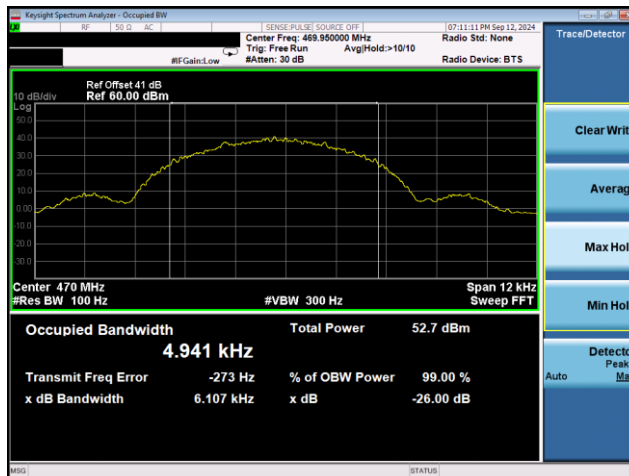 Keysight Spectrum Analyzer - Occupied BW
RF 50 Ω AC SENSE:PULSE SOURCE OFF 07:11:11 PM Sep 12, 2024
Center Freq: 469.950000 MHz Radio Std: None
Trig: Free Run Avg|Hold:>10/10
#IFGain:Low #Atten: 30 dB Radio Device: BTS
Ref Offset 41 dB
10 dB/div Ref 60.00 dBm
Log
50.0
40.0
30.0
20.0
10.0
0.00
-10.0
-20.0
-30.0
Center 470 MHz Span 12 kHz
#Res BW 100 Hz #VBW 300 Hz Sweep FFT
Occupied Bandwidth Total Power 52.7 dBm
4.941 kHz
Transmit Freq Error -273 Hz % of OBW Power 99.00 %
x dB Bandwidth 6.107 kHz x dB -26.00 dB
MSG STATUS
Trace/Detector
Clear Writ
Averag
Max Hol
Min Hol
Detecto
Peak
Auto Ma